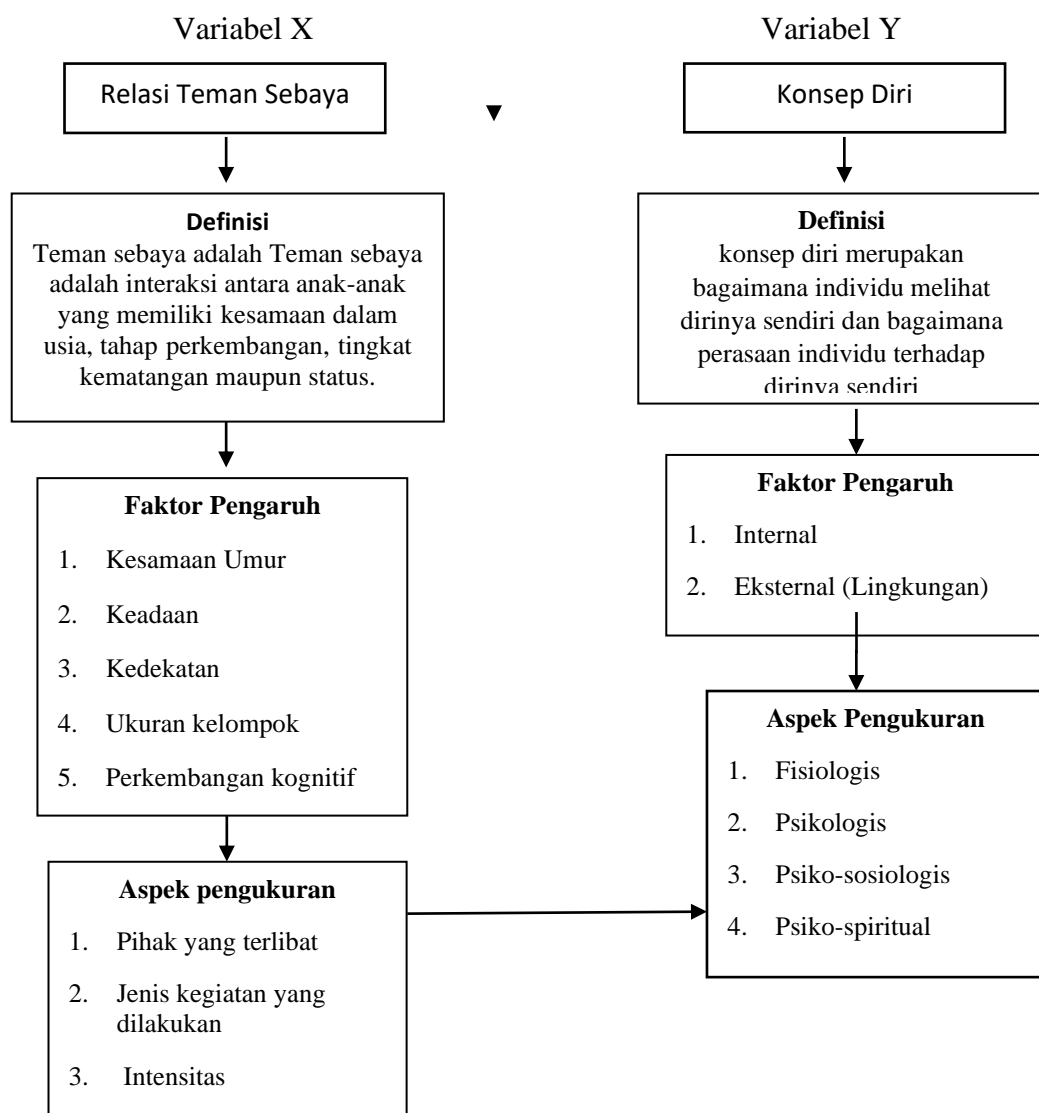 Variabel X
Variabel Y
Relasi Teman Sebaya
Konsep Diri
Definisi
Teman sebaya adalah Teman sebaya
adalah interaksi antara anak-anak
yang memiliki kesamaan dalam
usia, tahap perkembangan, tingkat
kematangan maupun status.
Definisi
konsep diri merupakan
bagaimana individu melihat
dirinya sendiri dan bagaimana
perasaan individu terhadap
dirinya sendiri
Faktor Pengaruh
1. Kesamaan Umur
2. Keadaan
3. Kedekatan
4. Ukuran kelompok
5. Perkembangan kognitif
Faktor Pengaruh
1. Internal
2. Eksternal (Lingkungan)
Aspek pengukuran
1. Pihak yang terlibat
2. Jenis kegiatan yang
dilakukan
3. Intensitas
Aspek Pengukuran
1. Fisiologis
2. Psikologis
3. Psiko-sosiologis
4. Psiko-spiritual